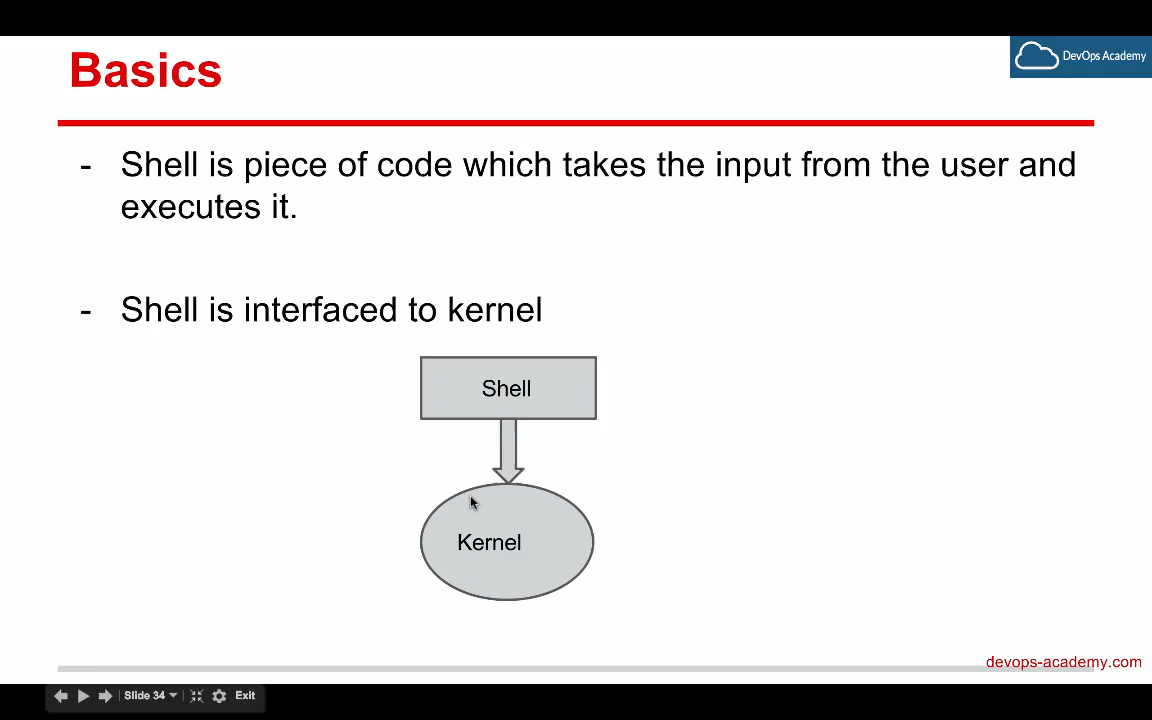 Basics
DevOps Academy
- Shell is piece of code which takes the input from the user and
executes it.
- Shell is interfaced to kernel
Shell
Kernel
devops-academy.com
Slide 34
Exit